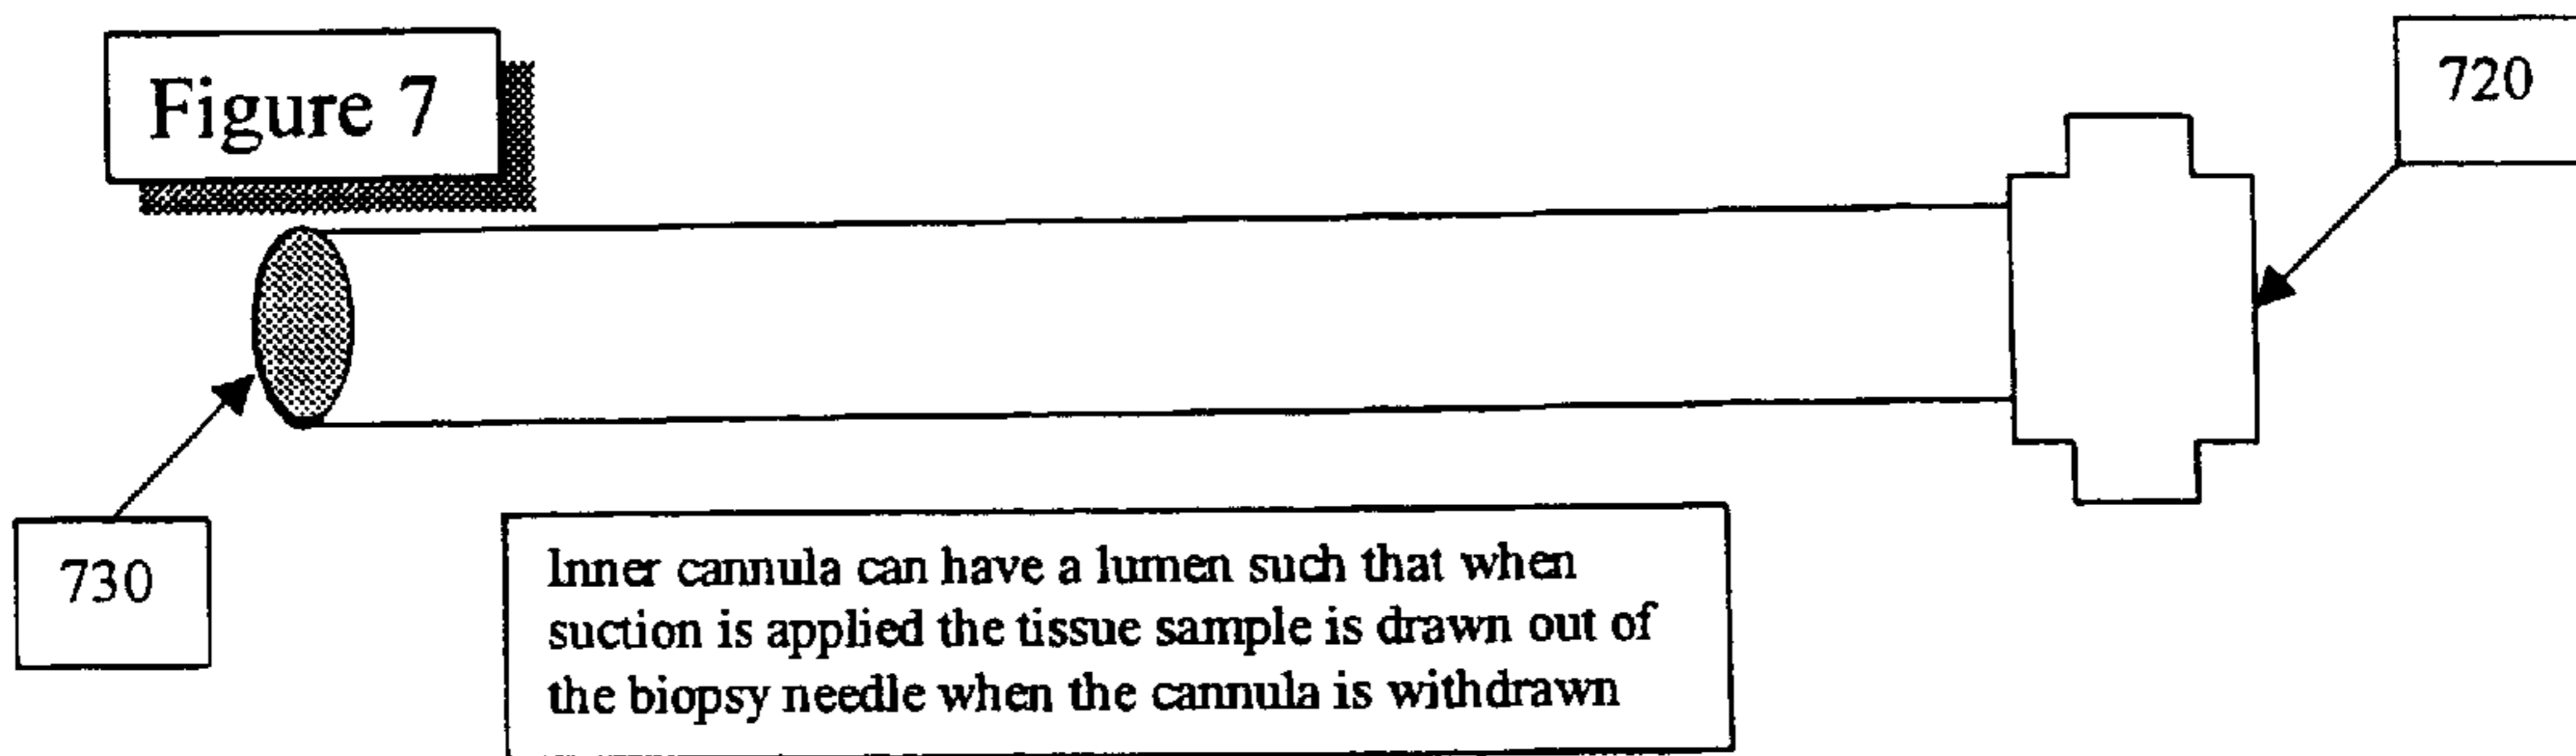 Figure 7
720
730
Inner cannula can have a lumen such that when
suction is applied the tissue sample is drawn out of
the biopsy needle when the cannula is withdrawn